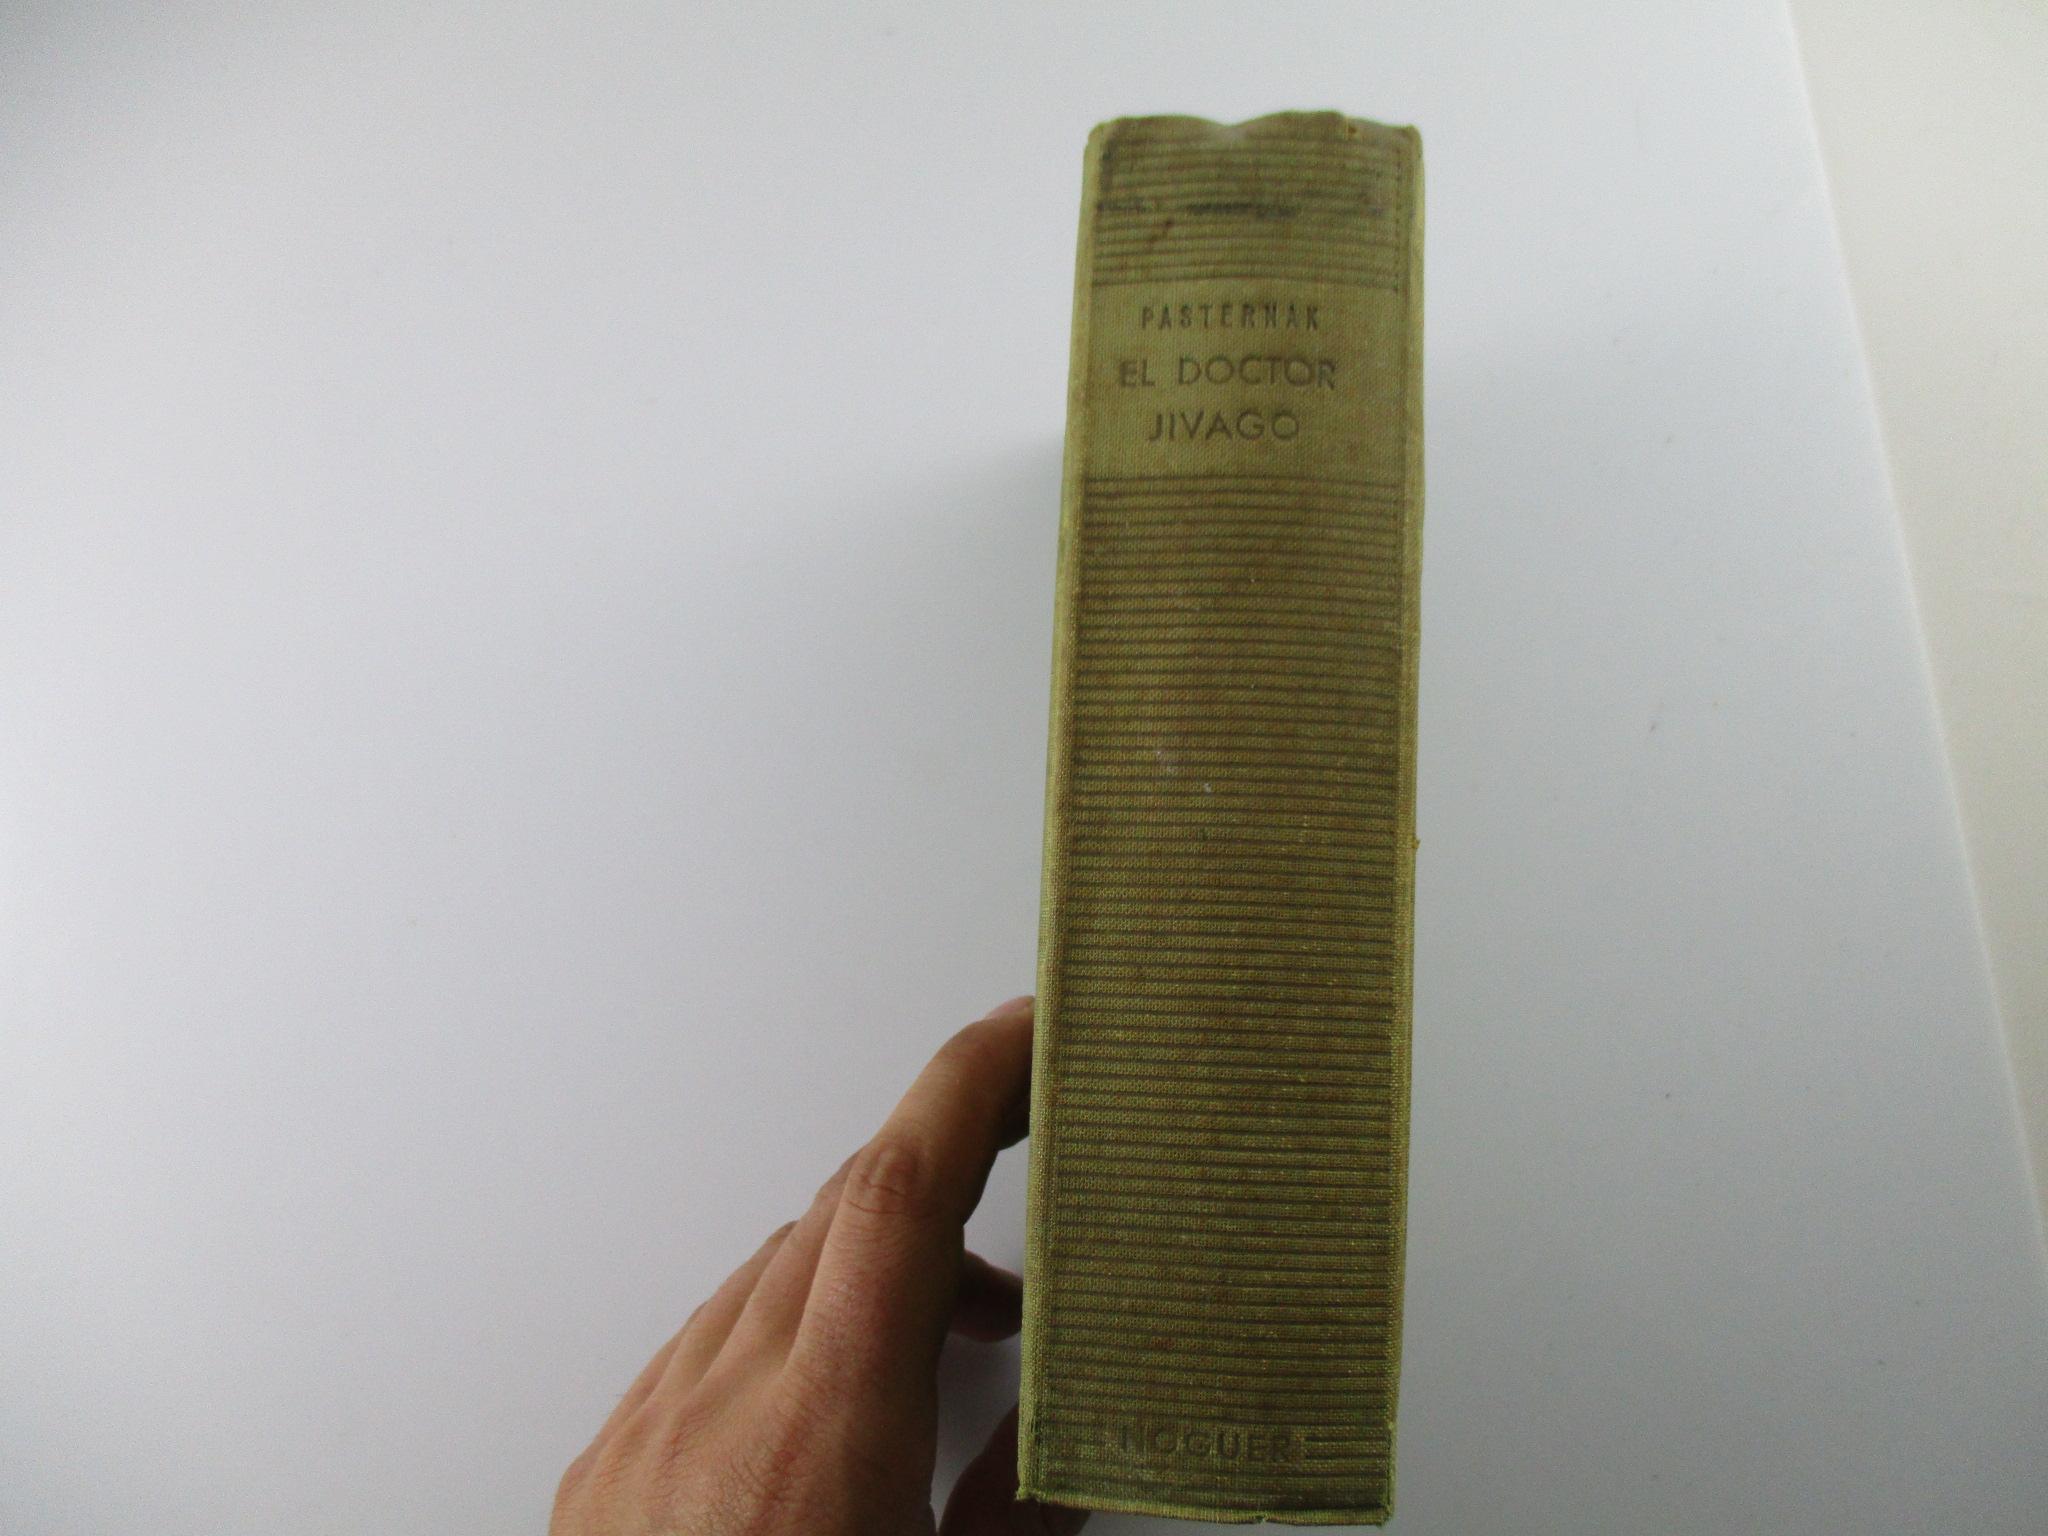 PASTERNAK
EL DOCTOR
JIVAGO
NOGUER